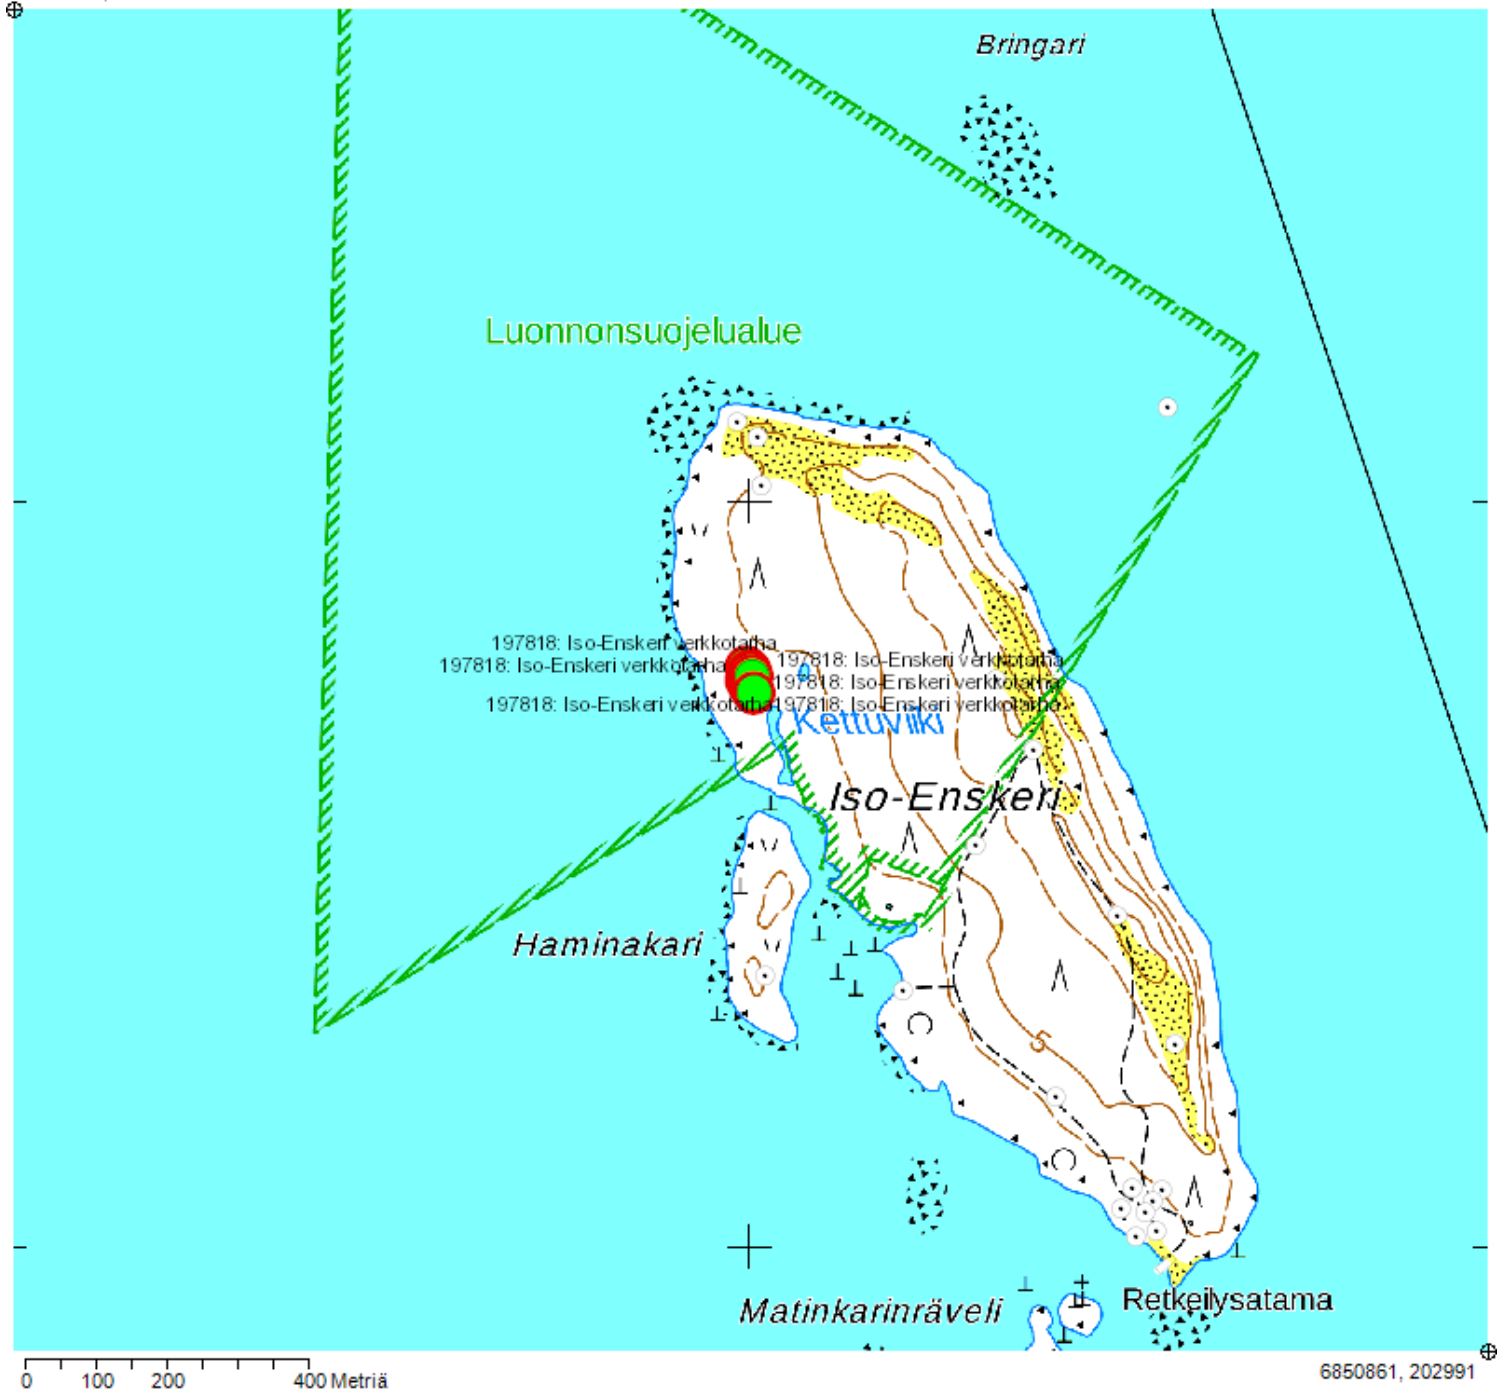 Bringari
Luonnonsuojelualue
197818: Iso-Enskeri verkkotarha
197818: Iso-Enskeri verkkotarha
197818: Iso-Enskeri verkkotarha
197818: Iso-Enskeri verkkotarha
197818: Iso-Enskeri verkkotarha
197818: Iso-Enskeri verkkotarha
Kettuviiki
Iso-Enskeri
Haminakari
5
Matinkarinräveli
Retkeilysatama
0 100 200 400 Metriä
6850861, 202991